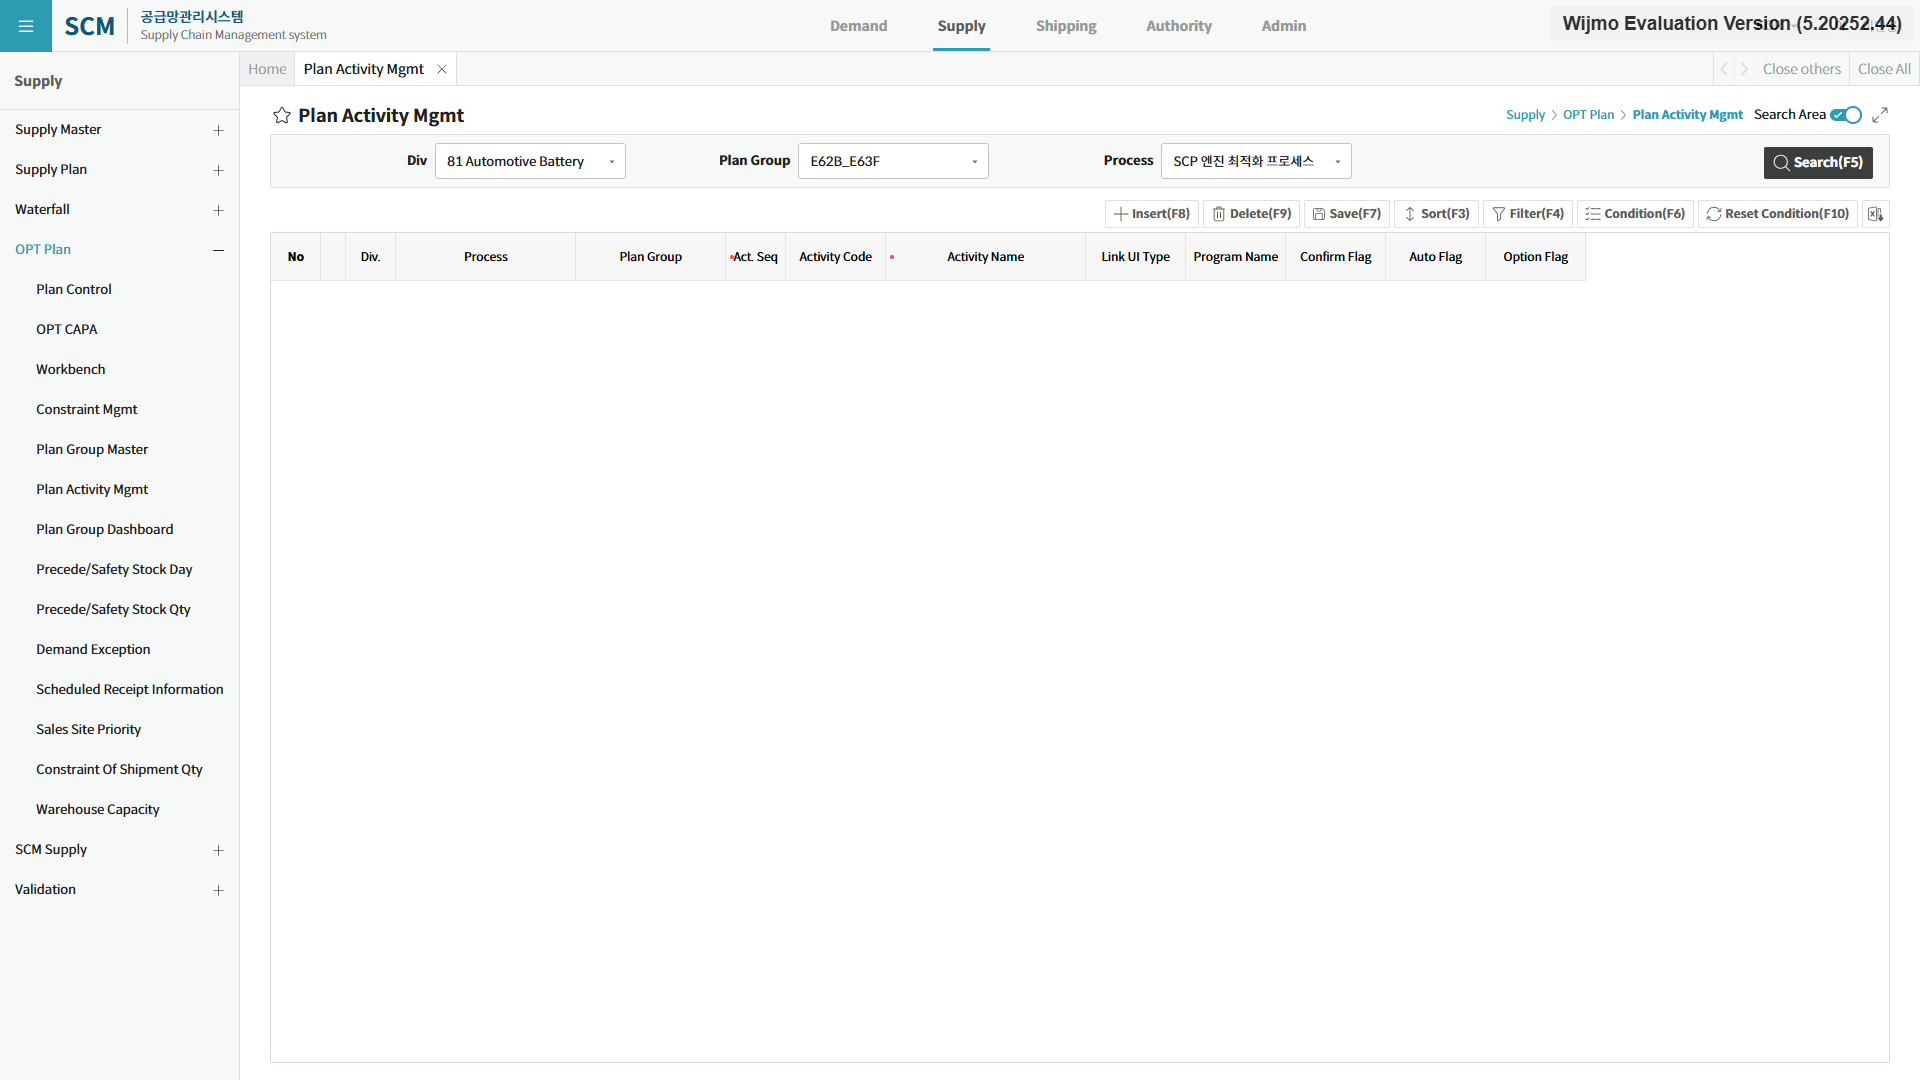 SCM
공급망관리시스템
Supply Chain Management system
Demand
Supply
Shipping
Authority
Admin
Wijmo Evaluation Version (5.20252.44)
Supply
Home
Plan Activity Mgmt
Close others
Close All
Supply Master
Supply Plan
Waterfall
OPT Plan
Plan Control
OPT CAPA
Workbench
Constraint Mgmt
Plan Group Master
Plan Activity Mgmt
Plan Group Dashboard
Precede/Safety Stock Day
Precede/Safety Stock Qty
Demand Exception
Scheduled Receipt Information
Sales Site Priority
Constraint Of Shipment Qty
Warehouse Capacity
SCM Supply
Validation
Plan Activity Mgmt
Supply > OPT Plan > Plan Activity Mgmt
Search Area
Div
81 Automotive Battery
Plan Group
E62B_E63F
Process
SCP 엔진 최적화 프로세스
Search(F5)
Insert(F8)
Delete(F9)
Save(F7)
Sort(F3)
Filter(F4)
Condition(F6)
Reset Condition(F10)
No
Div.
Process
Plan Group
Act. Seq
Activity Code
Activity Name
Link UI Type
Program Name
Confirm Flag
Auto Flag
Option Flag